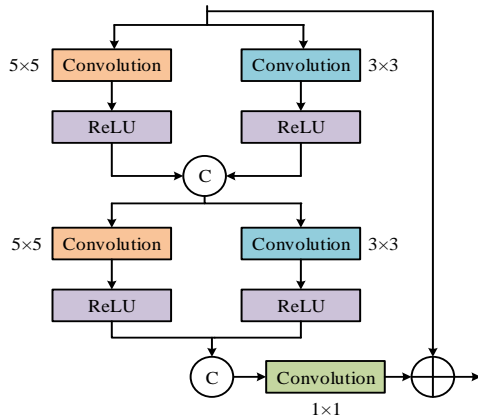 5×5 Convolution Convolution 3×3
ReLU ReLU
C
5×5 Convolution Convolution 3×3
ReLU ReLU
C Convolution
1×1